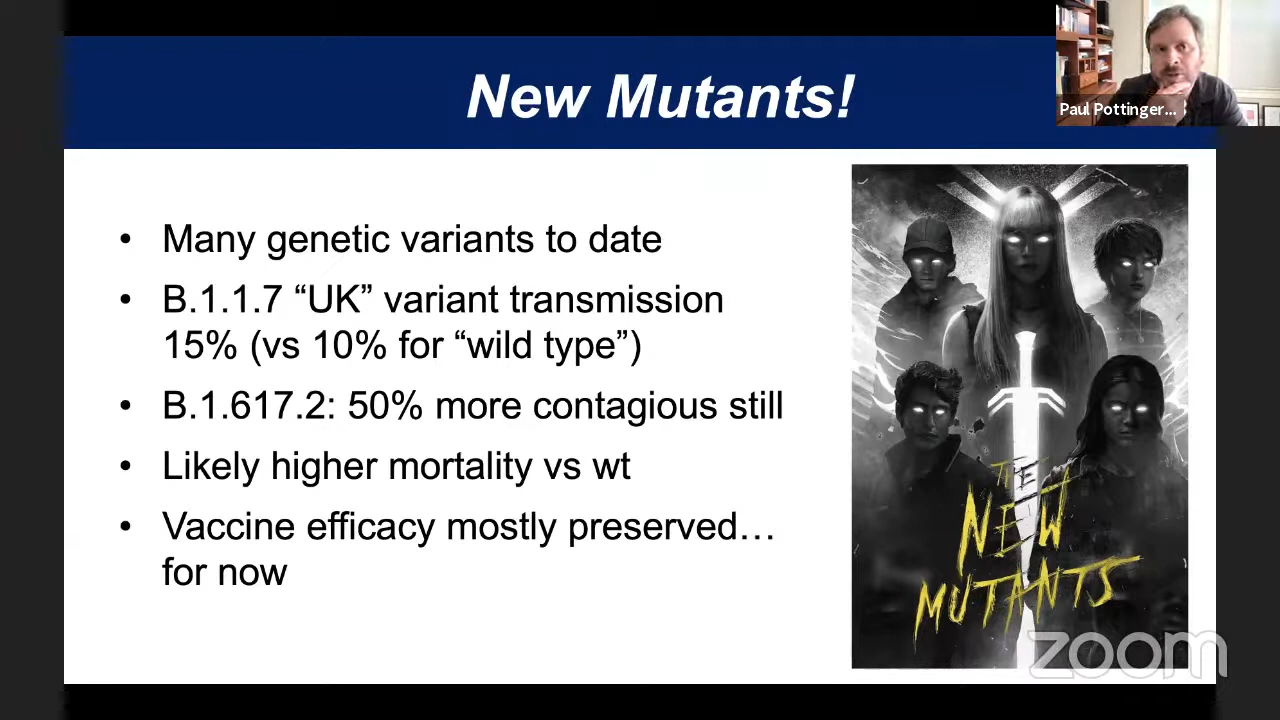 New Mutants!
Paul Pottinger...
• Many genetic variants to date
• B.1.1.7 “UK” variant transmission
15% (vs 10% for “wild type”)
• B.1.617.2: 50% more contagious still
• Likely higher mortality vs wt
• Vaccine efficacy mostly preserved…
for now
THE
NEW
MUTANTS
zoom